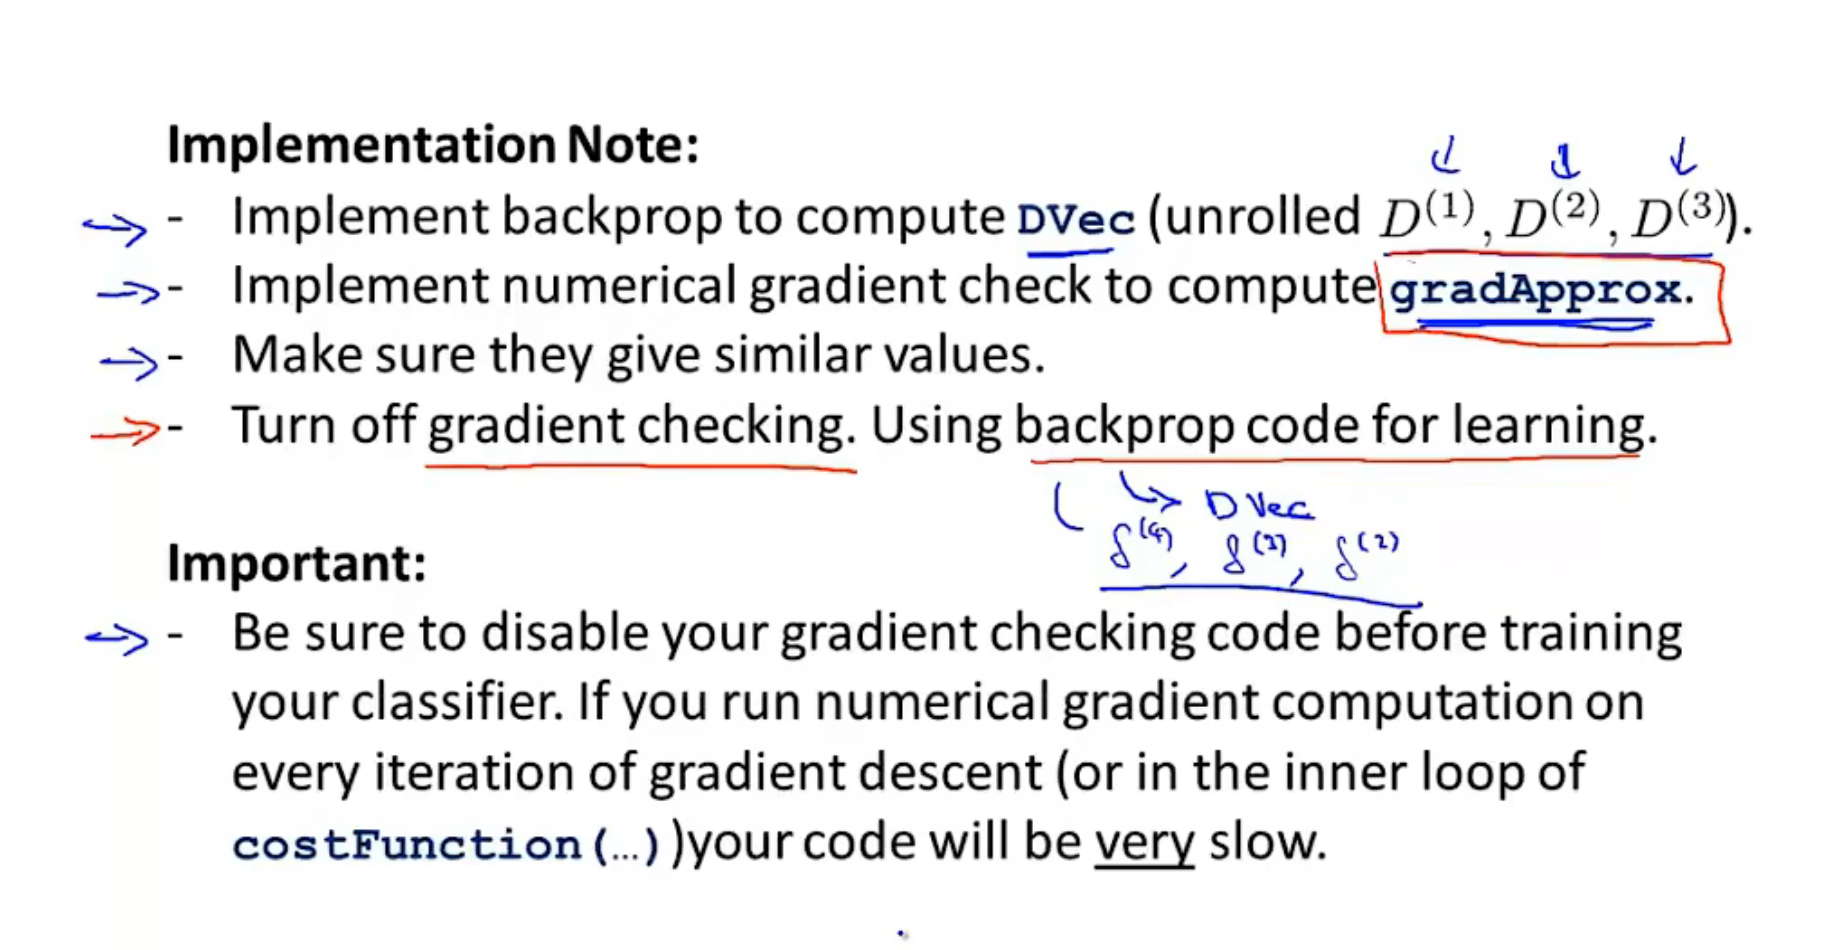 Implementation Note:
- Implement backprop to compute DVec (unrolled D(1), D(2), D(3)).
- Implement numerical gradient check to compute gradApprox.
- Make sure they give similar values.
- Turn off gradient checking. Using backprop code for learning.
DVec
δ(4), δ(3), δ(2)
Important:
- Be sure to disable your gradient checking code before training
your classifier. If you run numerical gradient computation on
every iteration of gradient descent (or in the inner loop of
costFunction(…))your code will be very slow.